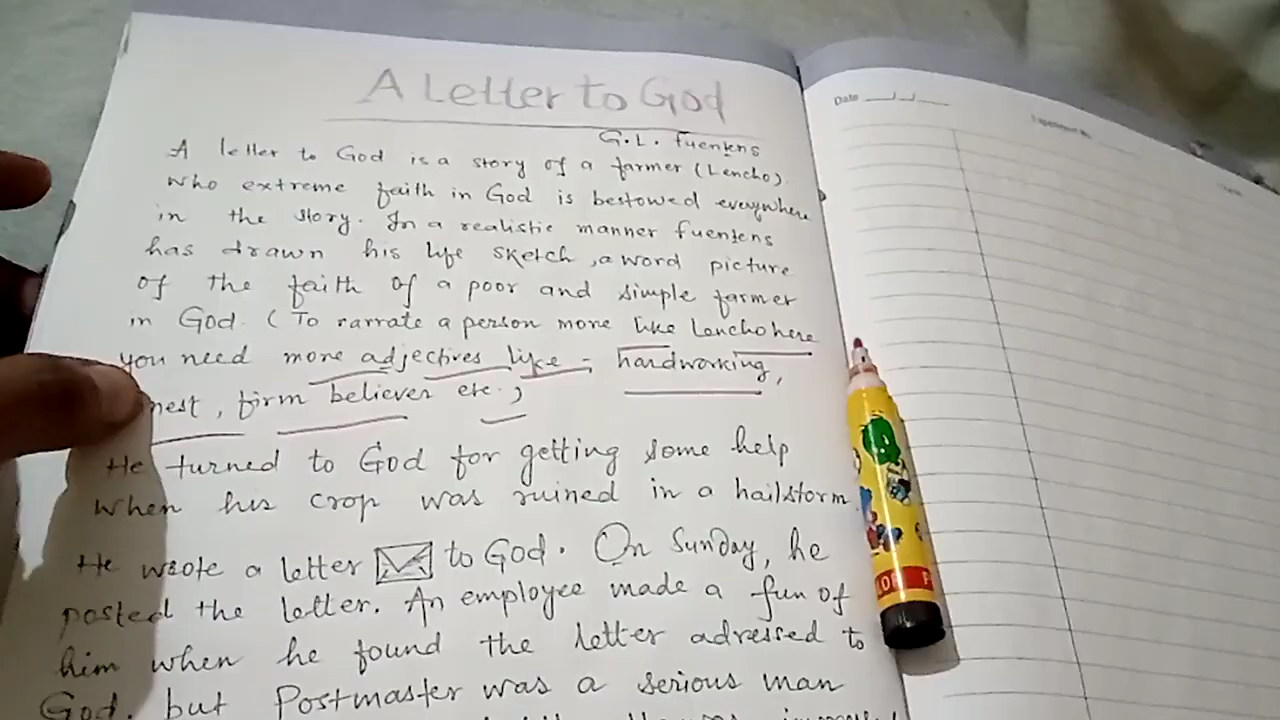 A Letter to God
G.L. Fuentens
A letter to God is a story of a farmer (Lencho).
Who extreme faith in God is bestowed everywhere
in the story. In a realistic manner fuentens
has drawn his life sketch, a word picture
of the faith of a poor and simple farmer
in God. (To narrate a person more like Lencho here
you need more adjectives like - hardworking,
nest, firm believer etc.)
He turned to God for getting some help
when his crop was ruined in a hailstorm.
He wrote a letter to God. On Sunday, he
posted the letter. An employee made a fun of
him when he found the letter adressed to
God. but Postmaster was a serious man
Date